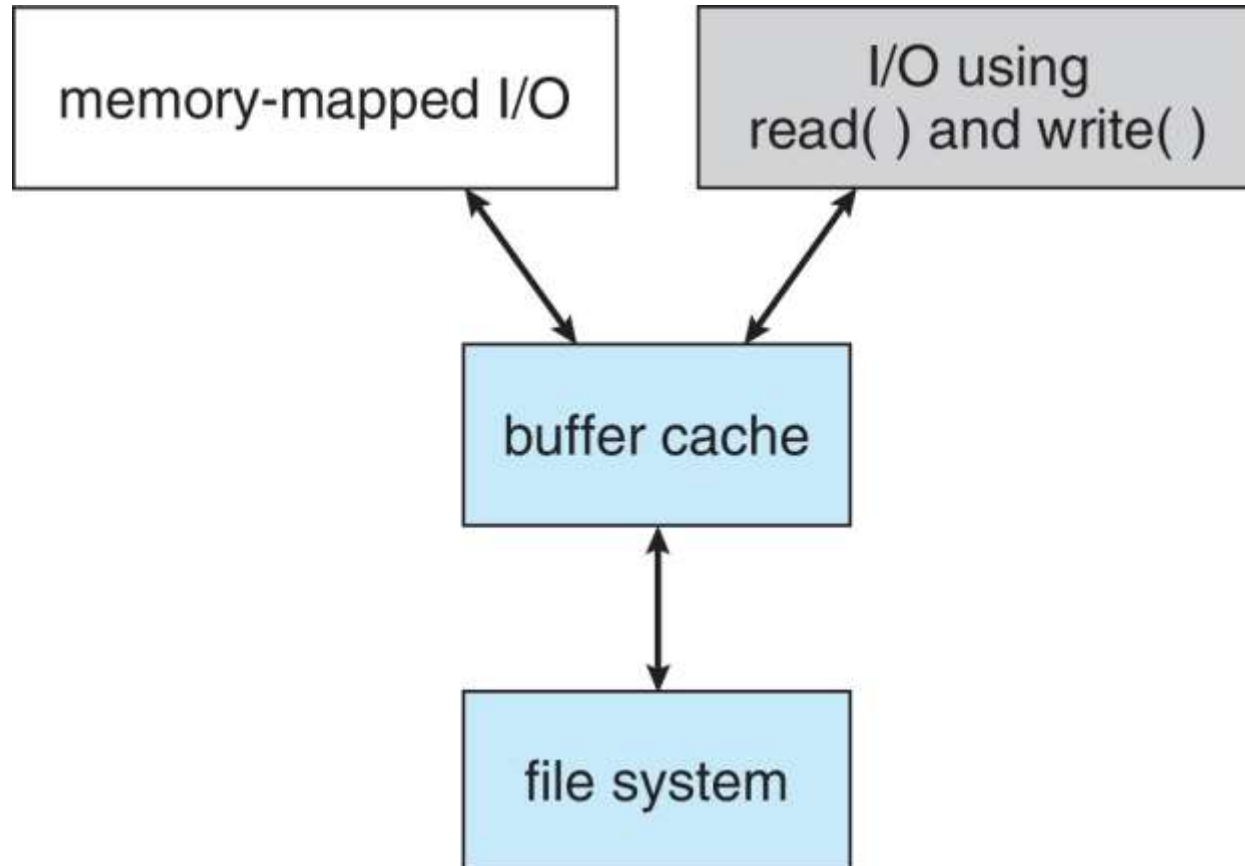 memory-mapped I/O
I/O using
read( ) and write( )
buffer cache
file system